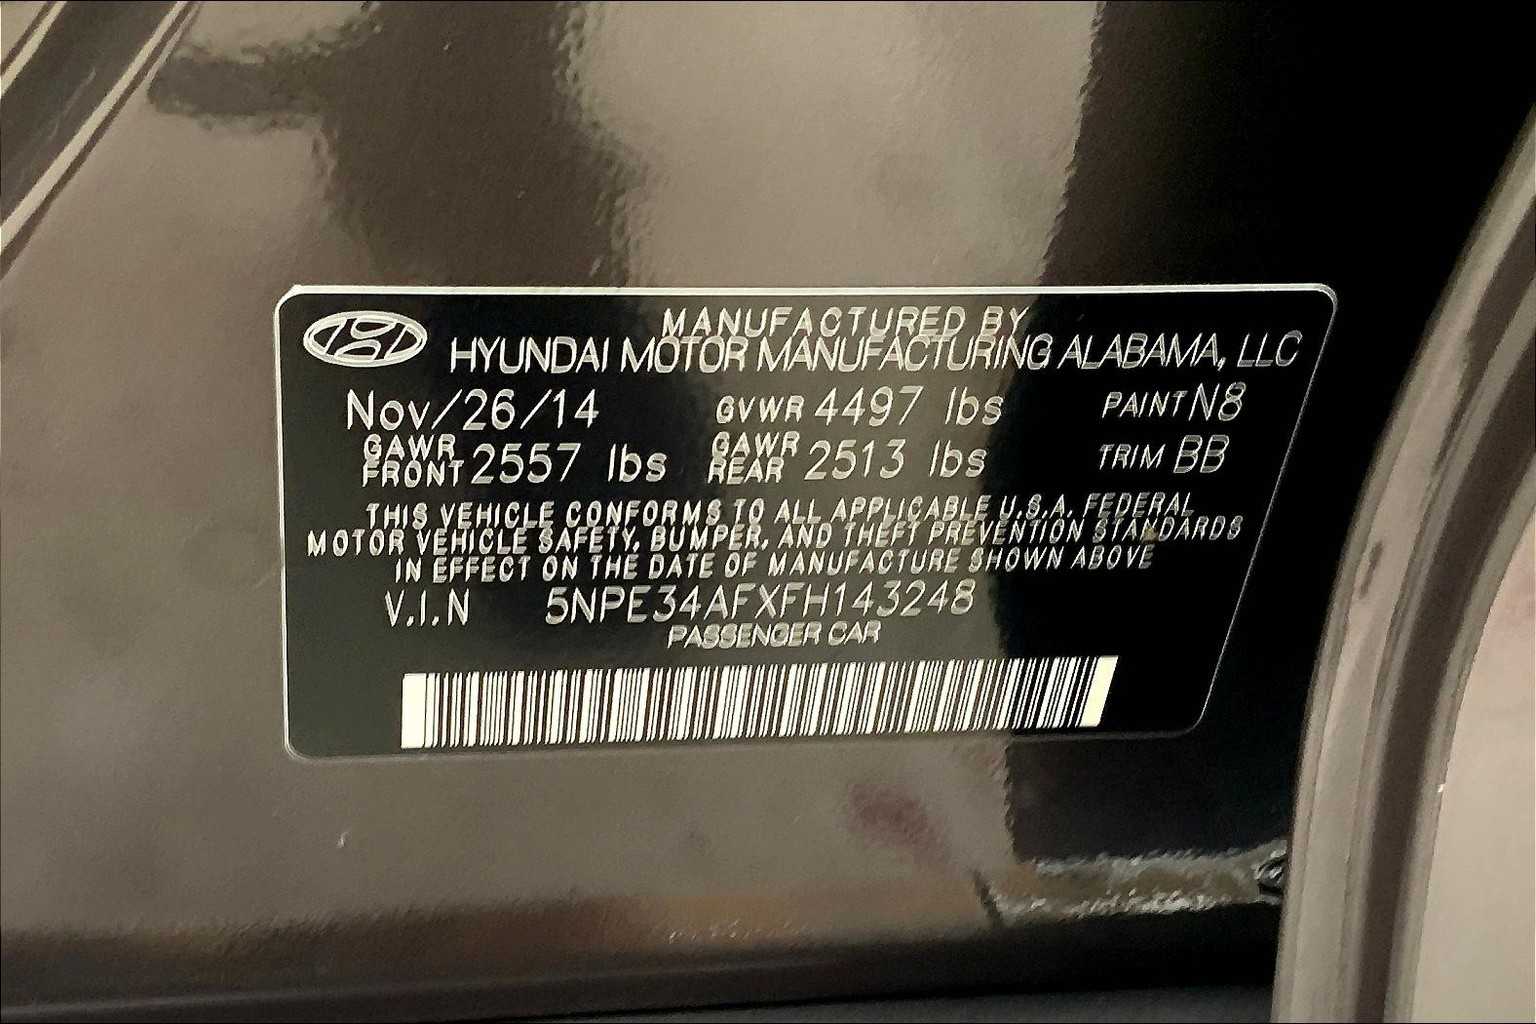 MANUFACTURED BY
HYUNDAI MOTOR MANUFACTURING ALABAMA, LLC
Nov/26/14 GVWR 4497 lbs PAINT N8
GAWR FRONT 2557 lbs GAWR REAR 2513 lbs TRIM BB
THIS VEHICLE CONFORMS TO ALL APPLICABLE U.S.A. FEDERAL
MOTOR VEHICLE SAFETY, BUMPER, AND THEFT PREVENTION STANDARDS
IN EFFECT ON THE DATE OF MANUFACTURE SHOWN ABOVE
V.I.N 5NPE34AFXFH143248
PASSENGER CAR